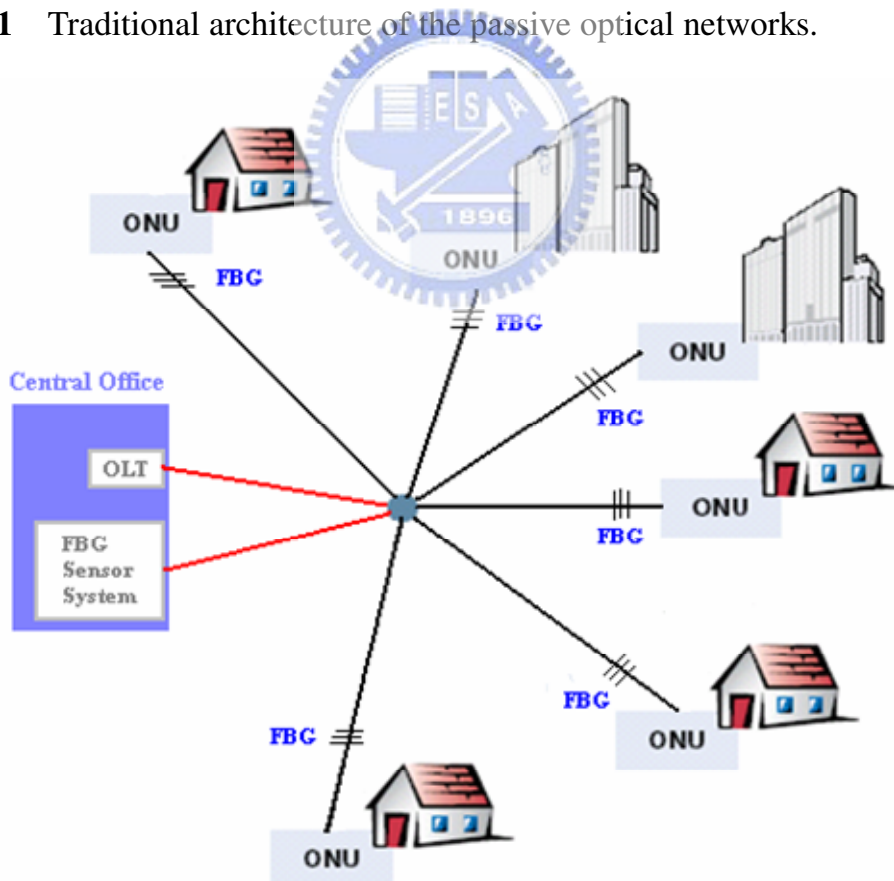 1 Traditional architecture of the passive optical networks.
ESA
1896
ONU
FBG
ONU
FBG
ONU
FBG
Central Office
OLT
FBG
Sensor
System
ONU
FBG
ONU
FBG
FBG
ONU